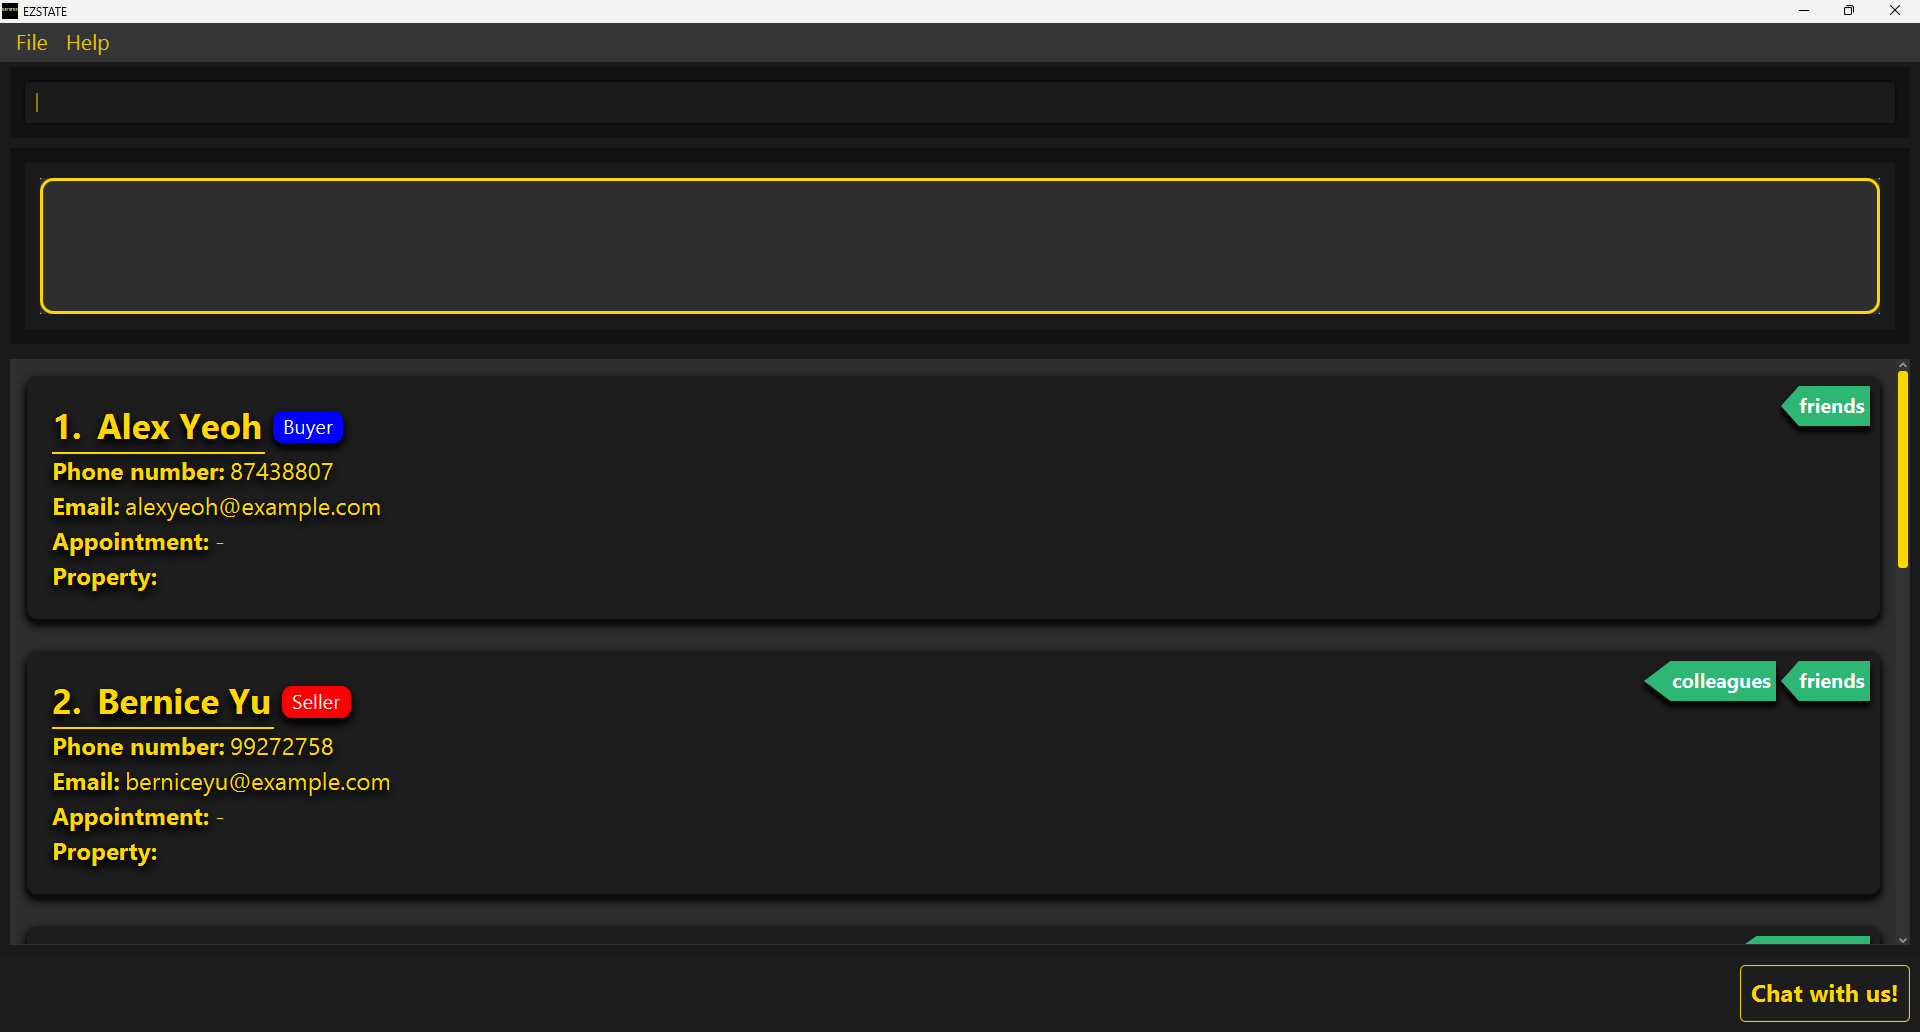 EZSTATE
File Help
1. Alex Yeoh Buyer
friends
Phone number: 87438807
Email: alexyeoh@example.com
Appointment: -
Property:
2. Bernice Yu Seller
colleagues friends
Phone number: 99272758
Email: berniceyu@example.com
Appointment: -
Property:
Chat with us!